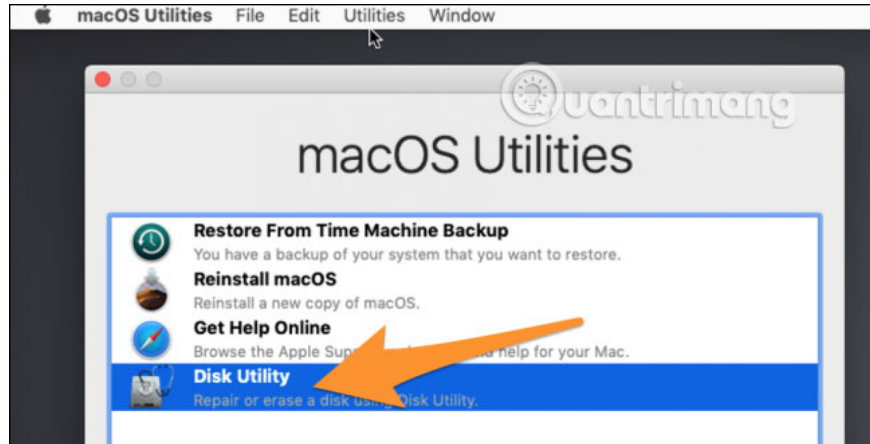 macOS Utilities File Edit Utilities Window
Quantrimang
macOS Utilities
Restore From Time Machine Backup
You have a backup of your system that you want to restore.
Reinstall macOS
Reinstall a new copy of macOS.
Get Help Online
Browse the Apple help for your Mac.
Disk Utility
Repair or erase a disk using Disk Utility.